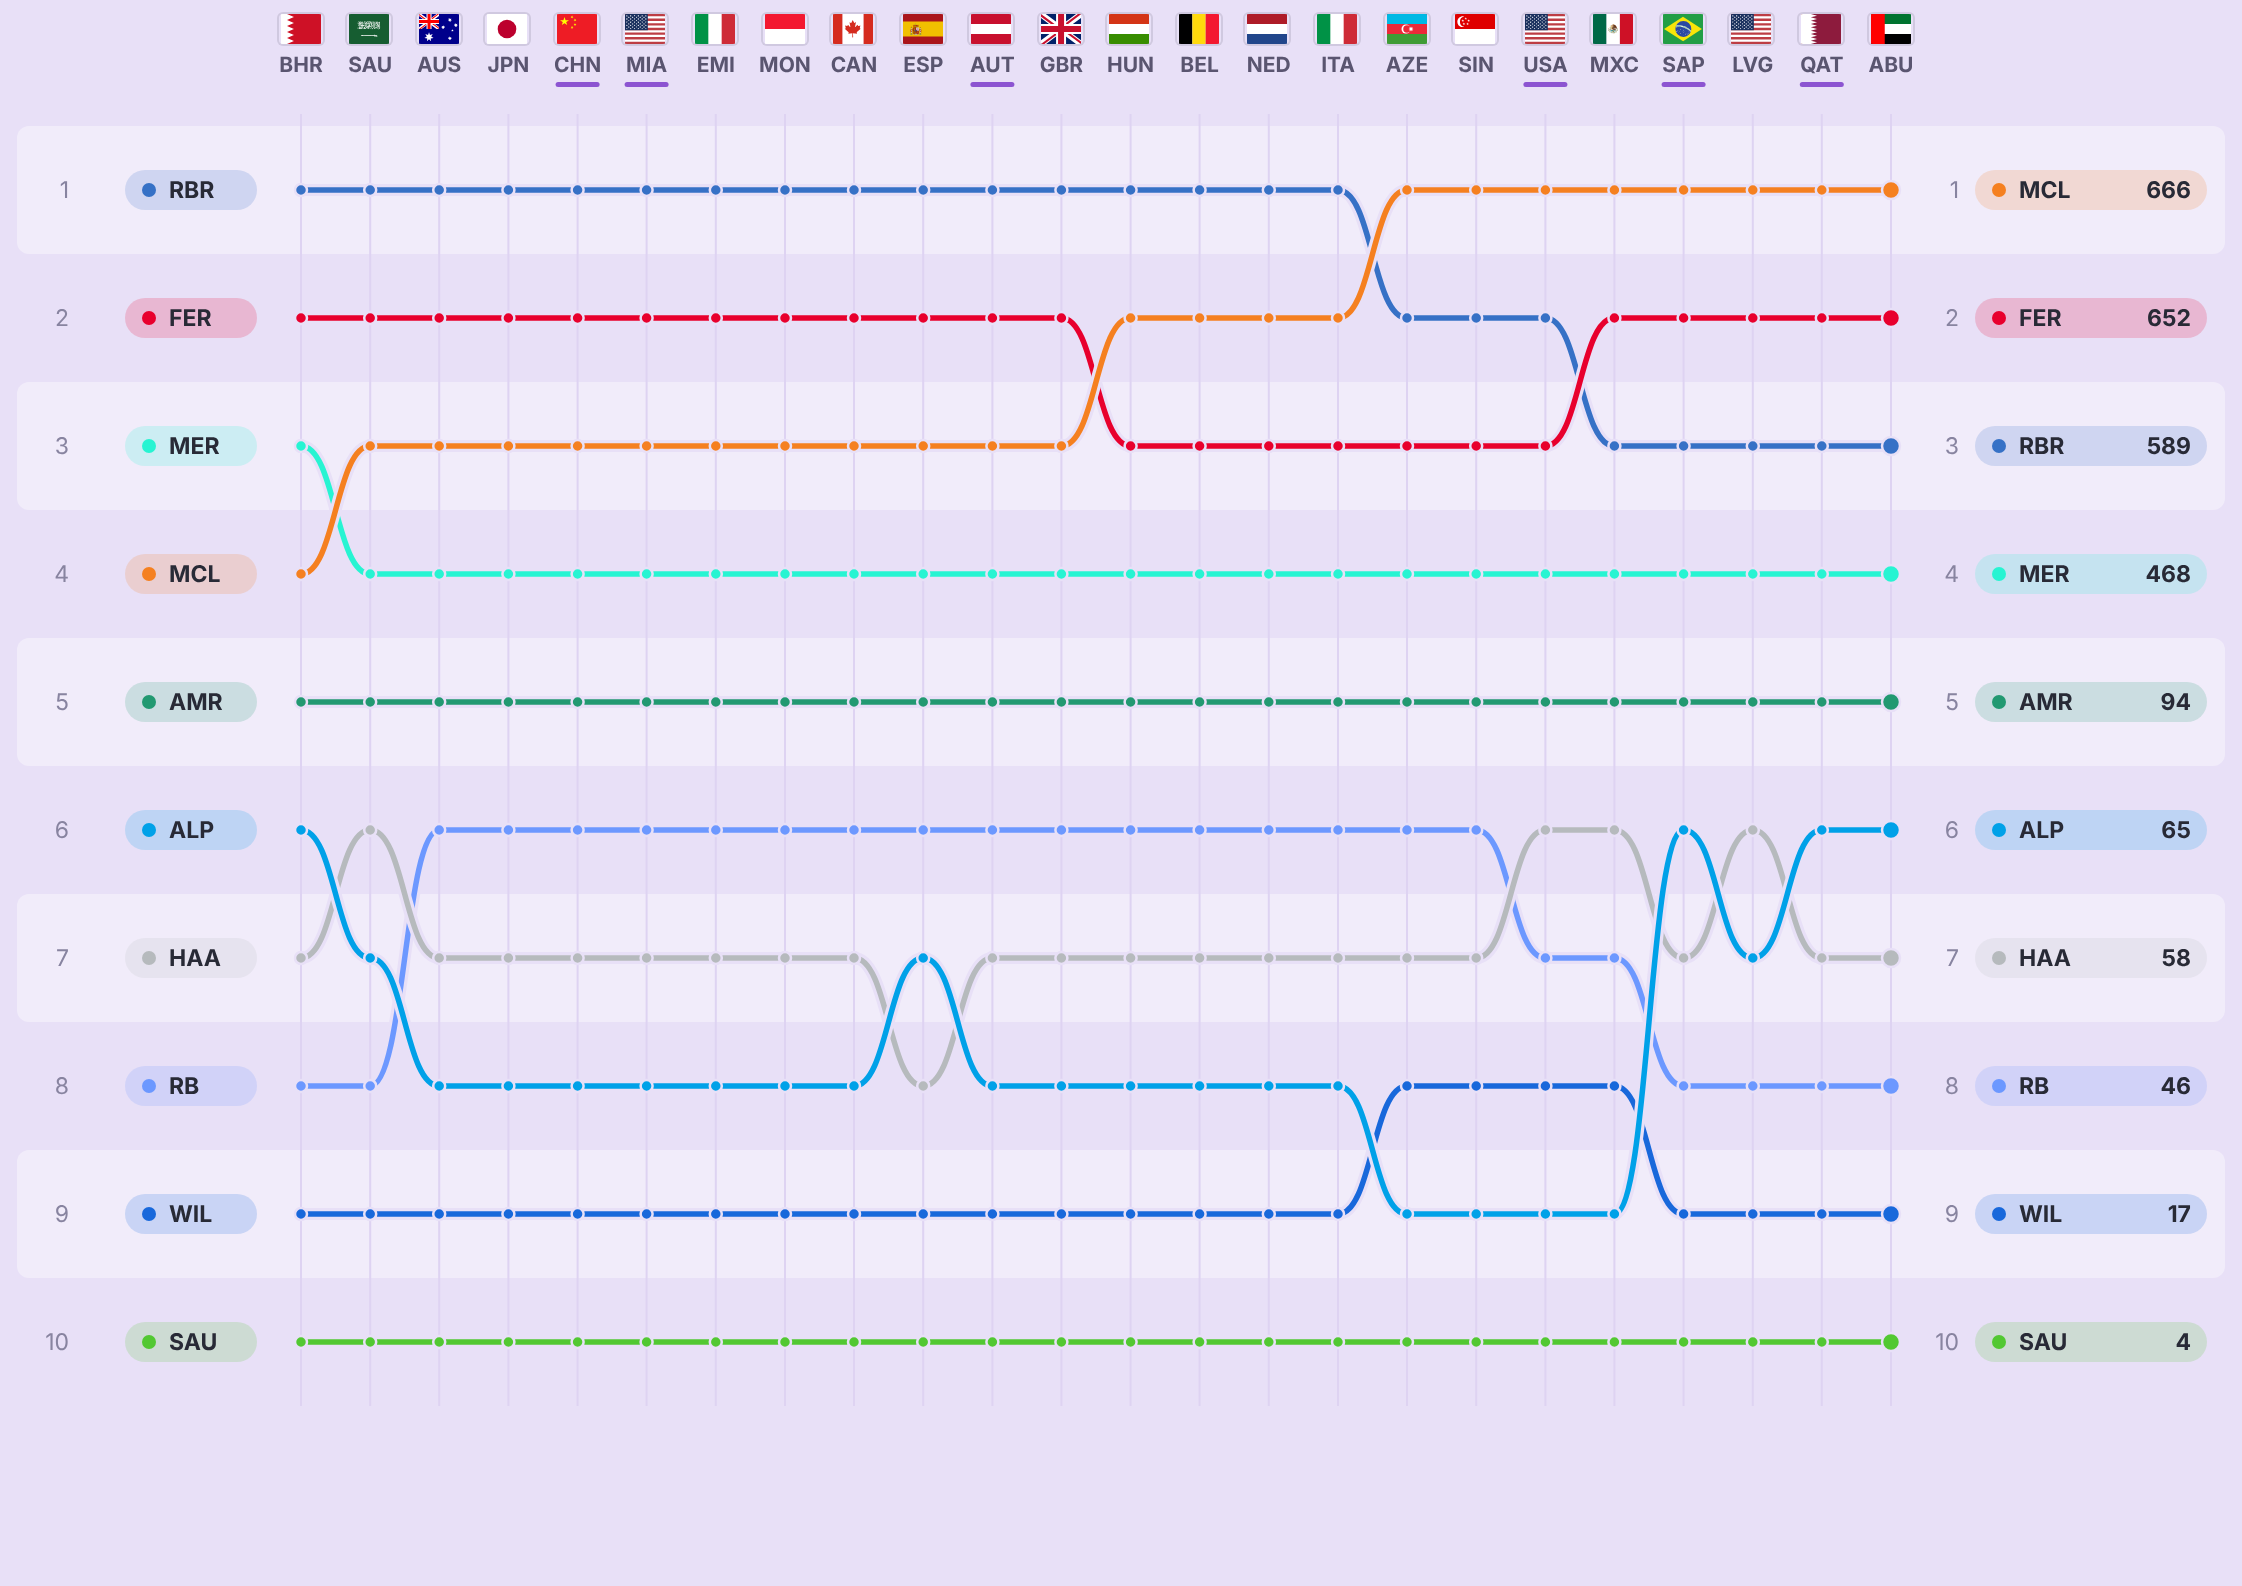 BHR SAU AUS JPN CHN MIA EMI MON CAN ESP AUT GBR HUN BEL NED ITA AZE SIN USA MXC SAP LVG QAT ABU
1 RBR 1 MCL 666
2 FER 2 FER 652
3 MER 3 RBR 589
4 MCL 4 MER 468
5 AMR 5 AMR 94
6 ALP 6 ALP 65
7 HAA 7 HAA 58
8 RB 8 RB 46
9 WIL 9 WIL 17
10 SAU 10 SAU 4